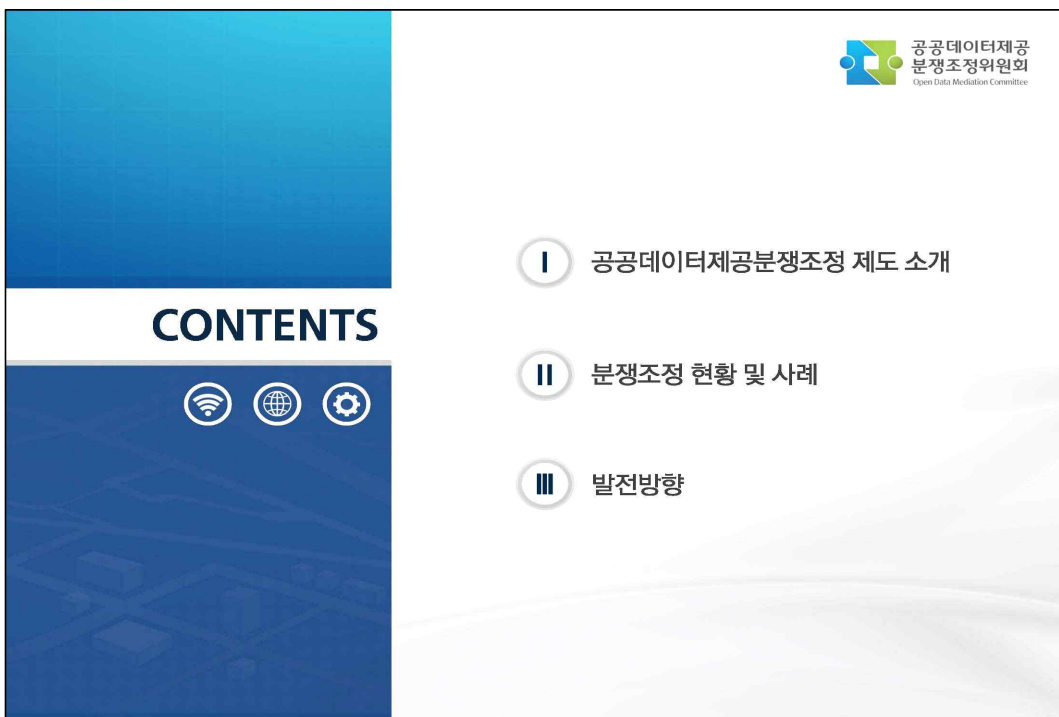 공공데이터제공
분쟁조정위원회
Open Data Mediation Committee
CONTENTS
I 공공데이터제공분쟁조정 제도 소개
II 분쟁조정 현황 및 사례
III 발전방향